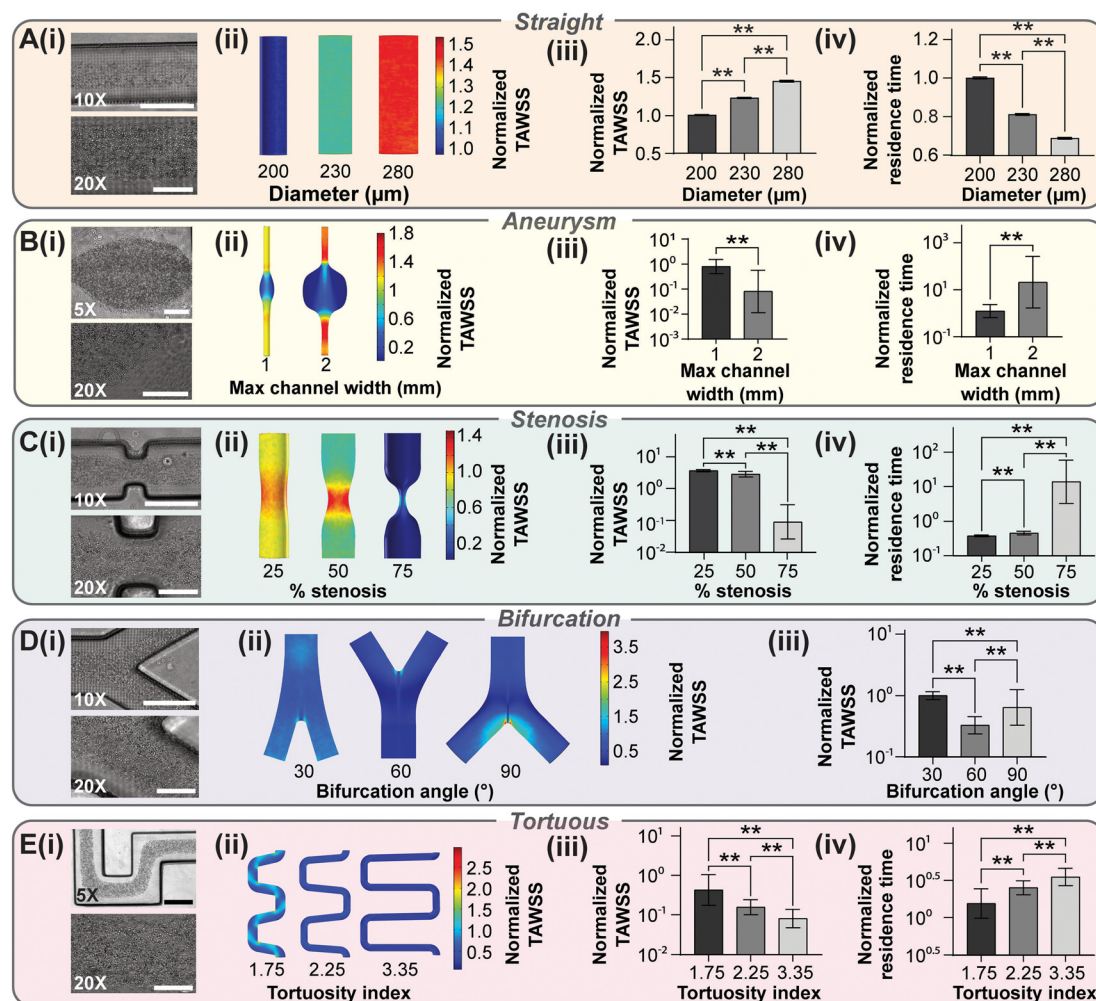 Straight
A(i)
10X
20X
(ii)
200 230 280
Diameter (µm)
1.5
1.4
1.3
1.2
1.1
1.0
Normalized
TAWSS
(iii)
Normalized
TAWSS
2.0
1.5
1.0
0.5
**
** **
200 230 280
Diameter (µm)
(iv)
Normalized
residence time
1.2
1.0
0.8
0.6
**
** **
200 230 280
Diameter (µm)
Aneurysm
B(i)
5X
20X
(ii)
1 2
Max channel width (mm)
1.8
1.4
1.0
0.6
0.2
Normalized
TAWSS
(iii)
Normalized
TAWSS
10¹
10⁰
10⁻¹
10⁻²
10⁻³
**
1 2
Max channel
width (mm)
(iv)
Normalized
residence time
10³
10¹
10⁻¹
**
1 2
Max channel
width (mm)
Stenosis
C(i)
10X
20X
(ii)
25 50 75
% stenosis
1.4
1.0
0.6
0.2
Normalized
TAWSS
(iii)
Normalized
TAWSS
10²
10⁰
10⁻¹
10⁻²
**
** **
25 50 75
% stenosis
(iv)
Normalized
residence time
10²
10¹
10⁰
10⁻¹
**
** **
25 50 75
% stenosis
Bifurcation
D(i)
10X
20X
(ii)
30 60 90
Bifurcation angle (°)
3.5
2.5
1.5
0.5
Normalized
TAWSS
(iii)
Normalized
TAWSS
10¹
10⁰
10⁻¹
**
** **
30 60 90
Bifurcation angle (°)
Tortuous
E(i)
5X
20X
(ii)
1.75 2.25 3.35
Tortuosity index
2.5
2.0
1.5
1.0
0.5
Normalized
TAWSS
(iii)
Normalized
TAWSS
10¹
10⁰
10⁻¹
10⁻²
**
** **
1.75 2.25 3.35
Tortuosity index
(iv)
Normalized
residence time
10¹
10⁰·⁵
10⁰
10⁰·⁵
**
** **
1.75 2.25 3.35
Tortuosity index